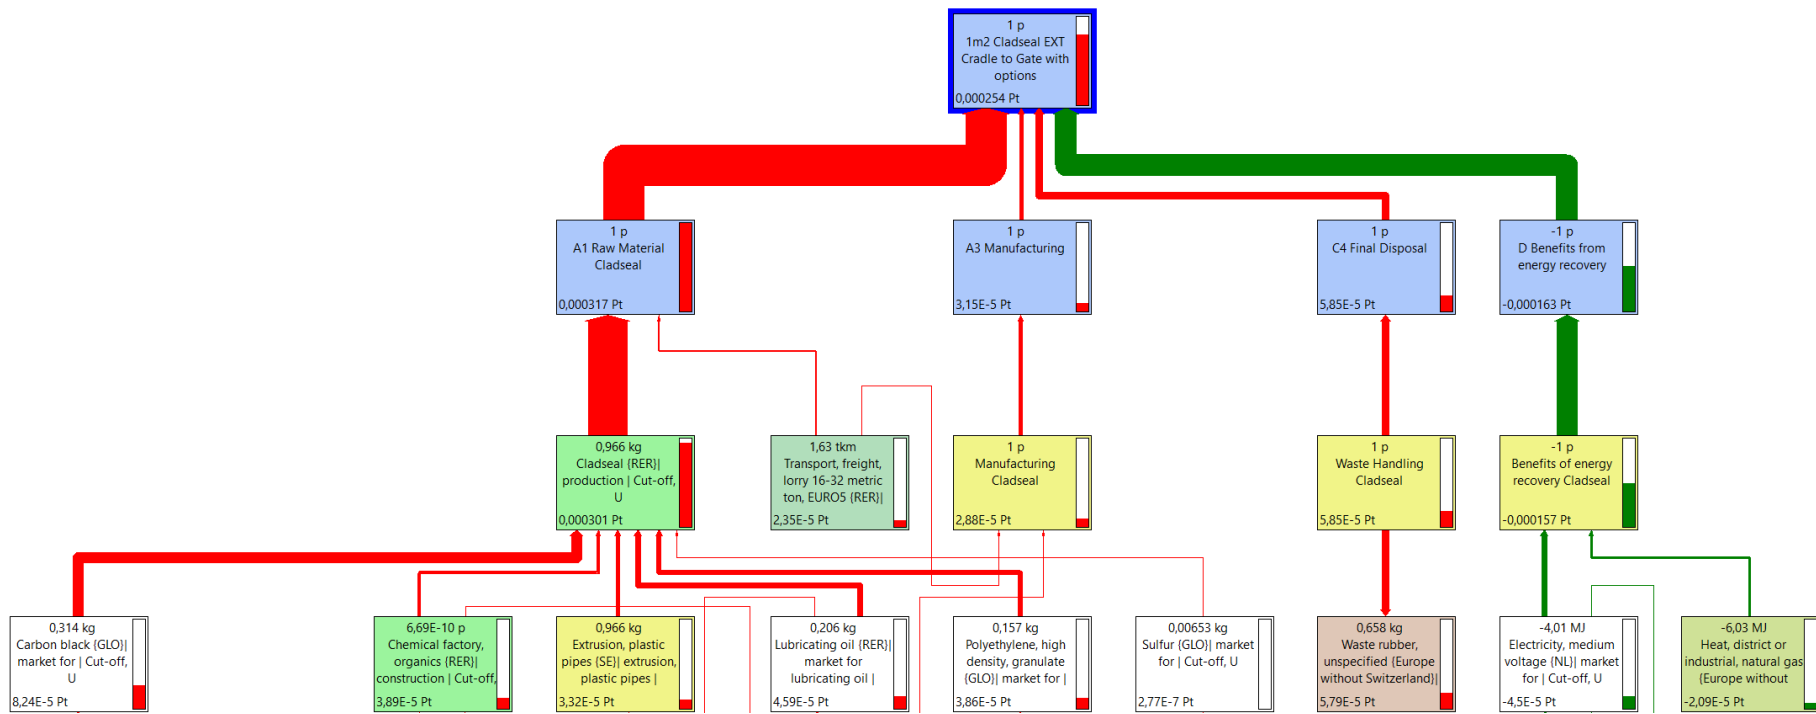 1 p
1m2 Cladseal EXT
Cradle to Gate with
options
0,000254 Pt
1 p
A1 Raw Material
Cladseal
0,000317 Pt
1 p
A3 Manufacturing
3,15E-5 Pt
1 p
C4 Final Disposal
5,85E-5 Pt
-1 p
D Benefits from
energy recovery
-0,000163 Pt
0,966 kg
Cladseal {RER}|
production | Cut-off,
U
0,000301 Pt
1,63 tkm
Transport, freight,
lorry 16-32 metric
ton, EURO5 {RER}|
2,35E-5 Pt
1 p
Manufacturing
Cladseal
2,88E-5 Pt
1 p
Waste Handling
Cladseal
5,85E-5 Pt
-1 p
Benefits of energy
recovery Cladseal
-0,000157 Pt
0,314 kg
Carbon black {GLO}|
market for | Cut-off,
U
8,24E-5 Pt
6,69E-10 p
Chemical factory,
organics {RER}|
construction | Cut-off,
3,89E-5 Pt
0,966 kg
Extrusion, plastic
pipes {SE}| extrusion,
plastic pipes |
3,32E-5 Pt
0,206 kg
Lubricating oil {RER}|
market for
lubricating oil |
4,59E-5 Pt
0,157 kg
Polyethylene, high
density, granulate
{GLO}| market for |
3,86E-5 Pt
0,00653 kg
Sulfur {GLO}| market
for | Cut-off, U
2,77E-7 Pt
0,658 kg
Waste rubber,
unspecified {Europe
without Switzerland}|
5,79E-5 Pt
-4,01 MJ
Electricity, medium
voltage {NL}| market
for | Cut-off, U
-4,5E-5 Pt
-6,03 MJ
Heat, district or
industrial, natural gas
{Europe without
-2,09E-5 Pt